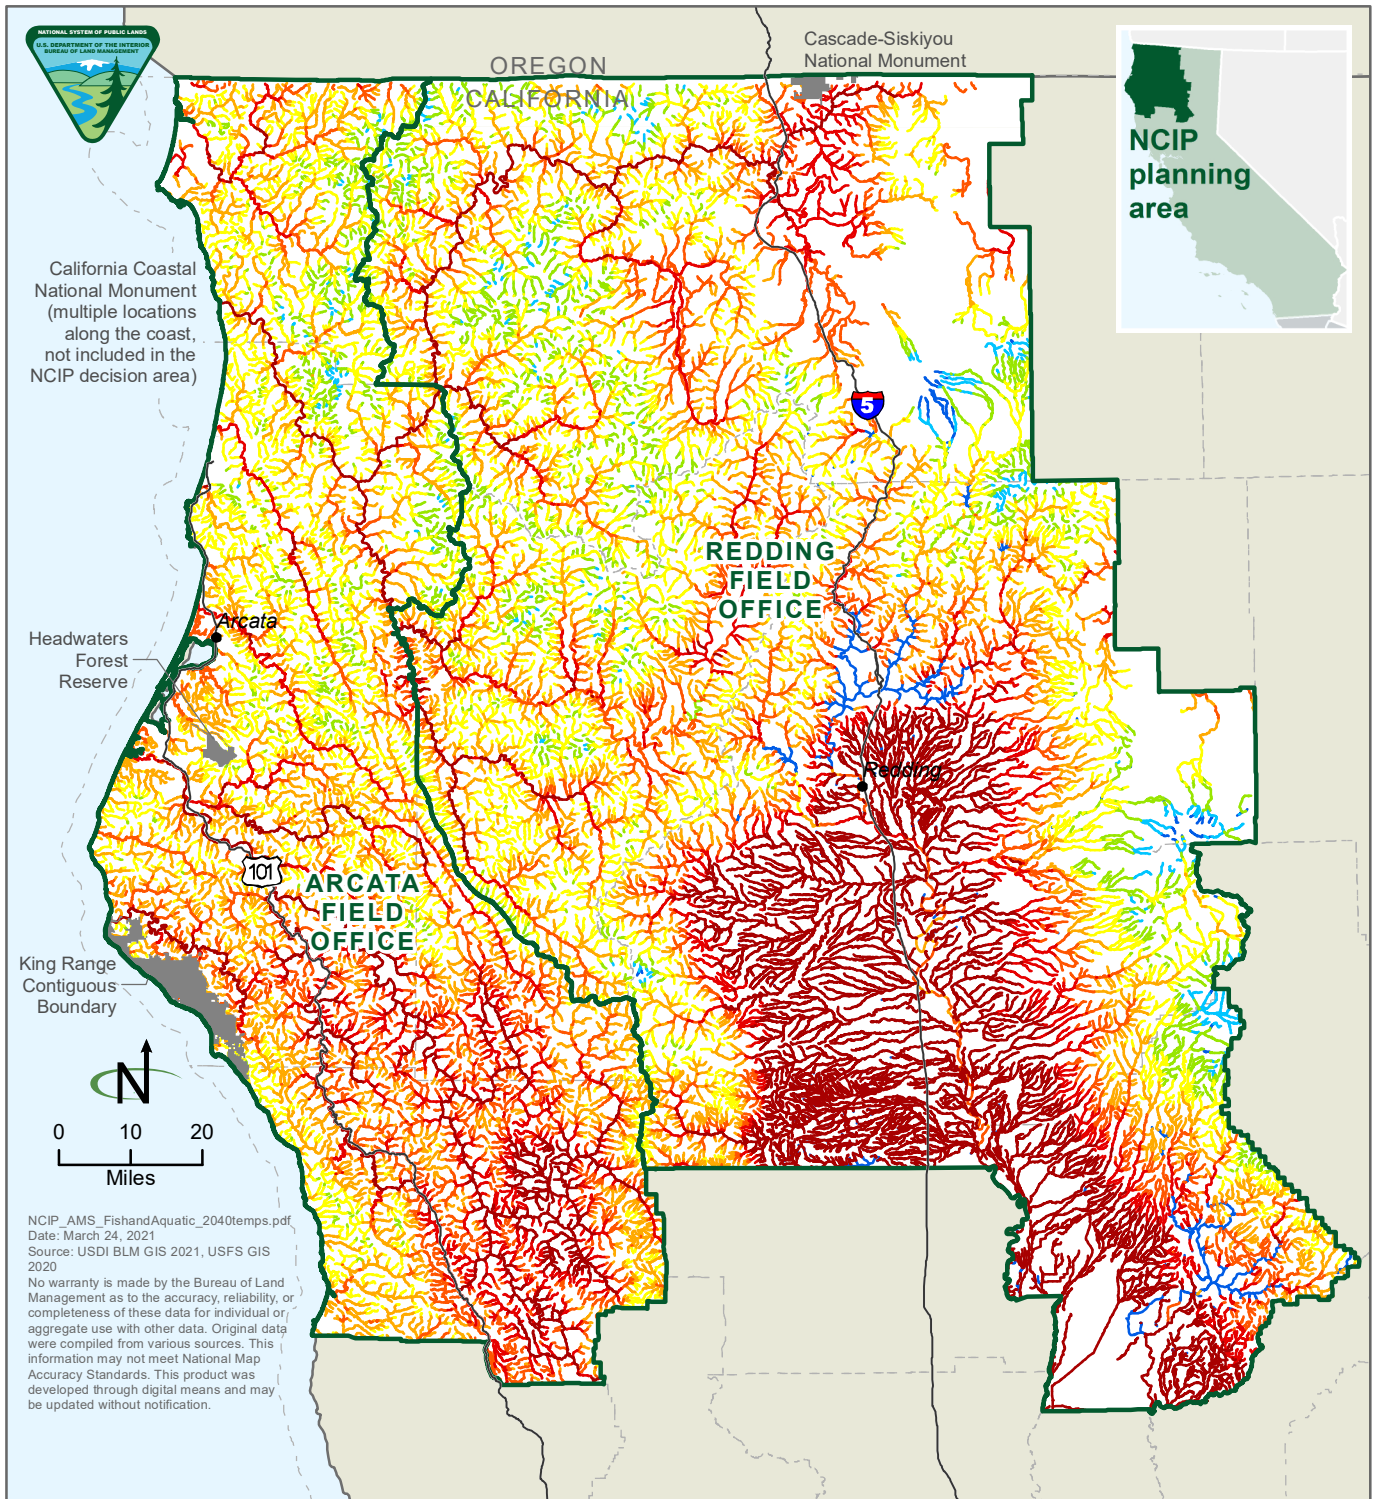 NATIONAL SYSTEM OF PUBLIC LANDS
U.S. DEPARTMENT OF THE INTERIOR
BUREAU OF LAND MANAGEMENT
OREGON
CALIFORNIA
Cascade-Siskiyou
National Monument
NCIP
planning
area
California Coastal
National Monument
(multiple locations
along the coast,
not included in the
NCIP decision area)
5
REDDING
FIELD
OFFICE
Arcata
Headwaters
Forest
Reserve
Redding
101
ARCATA
FIELD
OFFICE
King Range
Contiguous
Boundary
N
0 10 20
Miles
NCIP_AMS_FishandAquatic_2040temps.pdf
Date: March 24, 2021
Source: USDI BLM GIS 2021, USFS GIS
2020
No warranty is made by the Bureau of Land
Management as to the accuracy, reliability, or
completeness of these data for individual or
aggregate use with other data. Original data
were compiled from various sources. This
information may not meet National Map
Accuracy Standards. This product was
developed through digital means and may
be updated without notification.